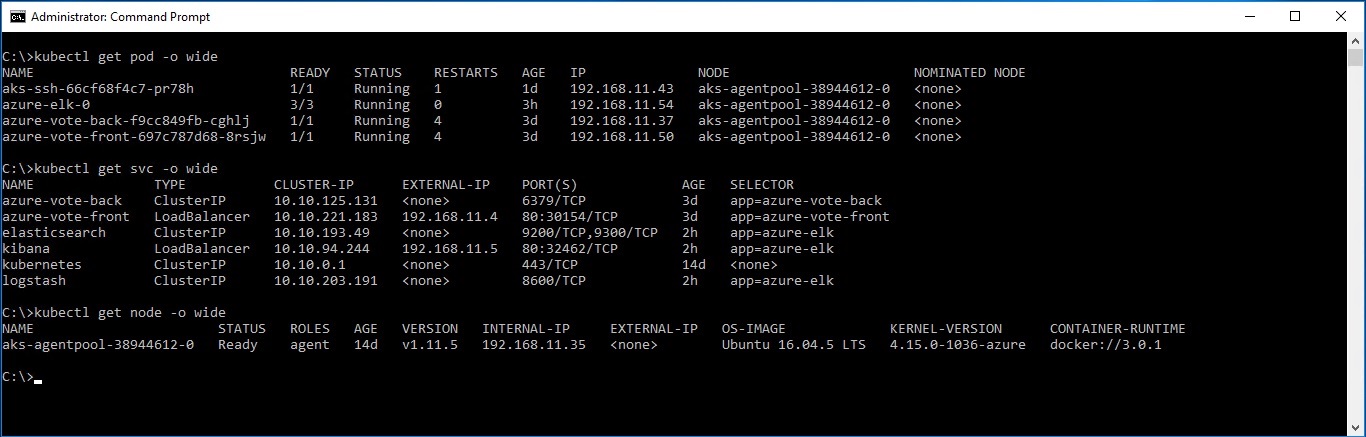 Administrator: Command Prompt
C:\>kubectl get pod -o wide
NAME READY STATUS RESTARTS AGE IP NODE NOMINATED NODE
aks-ssh-66cf68f4c7-pr78h 1/1 Running 1 1d 192.168.11.43 aks-agentpool-38944612-0 <none>
azure-elk-0 3/3 Running 0 3h 192.168.11.54 aks-agentpool-38944612-0 <none>
azure-vote-back-f9cc849fb-cghlj 1/1 Running 4 3d 192.168.11.37 aks-agentpool-38944612-0 <none>
azure-vote-front-697c787d68-8rsjw 1/1 Running 4 3d 192.168.11.50 aks-agentpool-38944612-0 <none>
C:\>kubectl get svc -o wide
NAME TYPE CLUSTER-IP EXTERNAL-IP PORT(S) AGE SELECTOR
azure-vote-back ClusterIP 10.10.125.131 <none> 6379/TCP 3d app=azure-vote-back
azure-vote-front LoadBalancer 10.10.221.183 192.168.11.4 80:30154/TCP 3d app=azure-vote-front
elasticsearch ClusterIP 10.10.193.49 <none> 9200/TCP,9300/TCP 2h app=azure-elk
kibana LoadBalancer 10.10.94.244 192.168.11.5 80:32462/TCP 2h app=azure-elk
kubernetes ClusterIP 10.10.0.1 <none> 443/TCP 14d <none>
logstash ClusterIP 10.10.203.191 <none> 8600/TCP 2h app=azure-elk
C:\>kubectl get node -o wide
NAME STATUS ROLES AGE VERSION INTERNAL-IP EXTERNAL-IP OS-IMAGE KERNEL-VERSION CONTAINER-RUNTIME
aks-agentpool-38944612-0 Ready agent 14d v1.11.5 192.168.11.35 <none> Ubuntu 16.04.5 LTS 4.15.0-1036-azure docker://3.0.1
C:\>